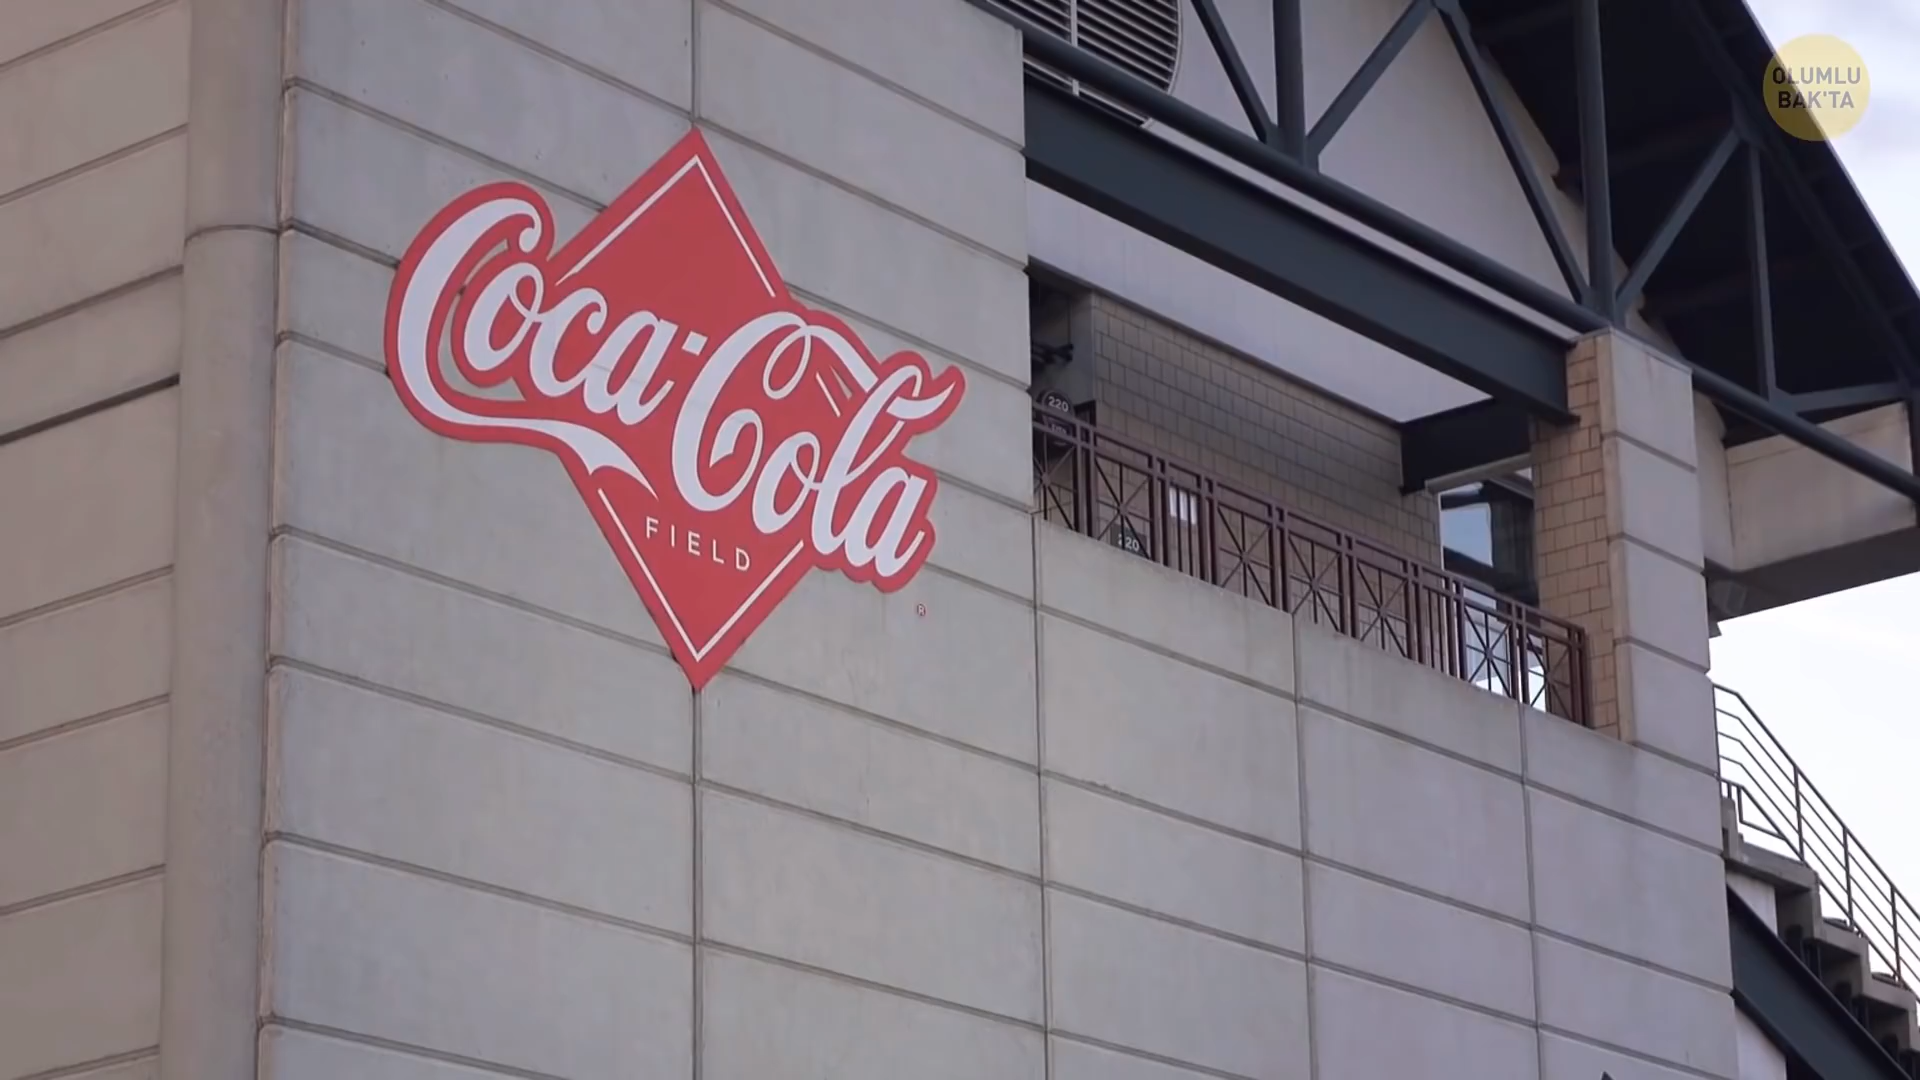 OLUMLU
BAK'TA
Coca-Cola
FIELD
®
220
220